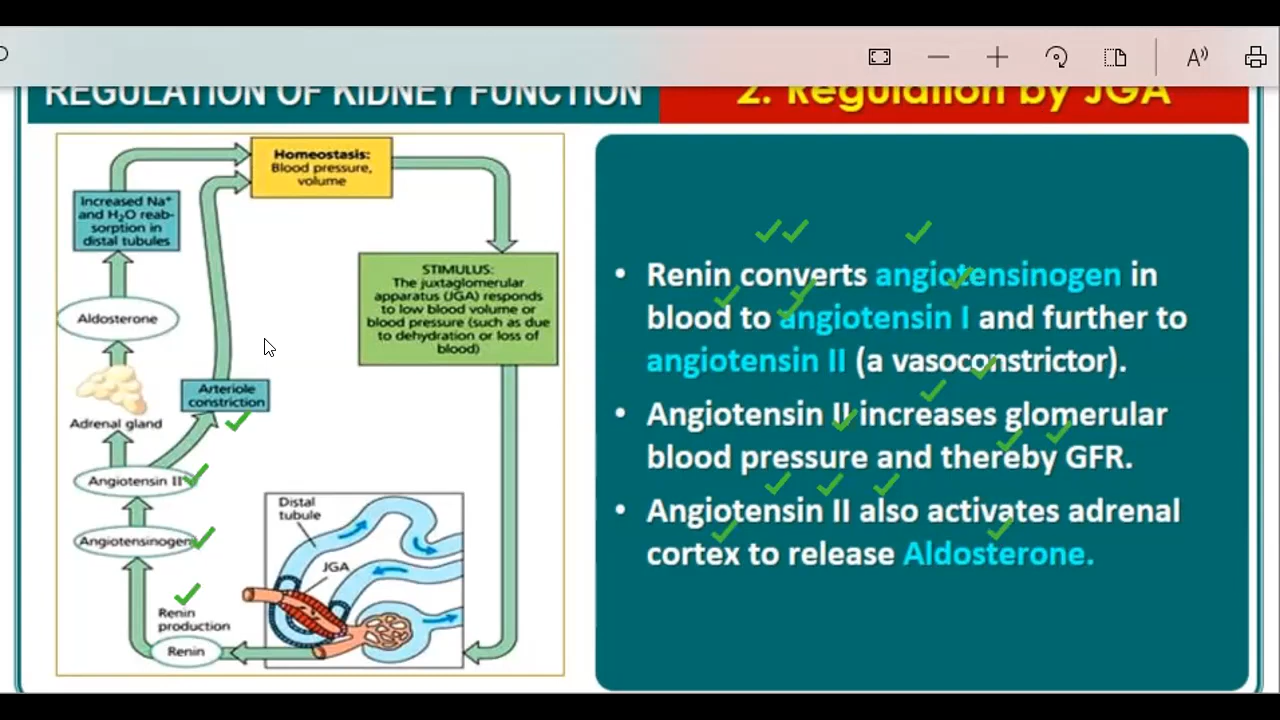 REGULATION OF KIDNEY FUNCTION
2. Regulation by JGA
Homeostasis:
Blood pressure,
volume
Increased Na⁺
and H₂O reab-
sorption in
distal tubules
STIMULUS:
The juxtaglomerular
apparatus (JGA) responds
to low blood volume or
blood pressure (such as due
to dehydration or loss of
blood)
Aldosterone
Arteriole
constriction
Adrenal gland
Angiotensin II
Angiotensinogen
Distal
tubule
JGA
Renin
production
Renin
• Renin converts angiotensinogen in
blood to angiotensin I and further to
angiotensin II (a vasoconstrictor).
• Angiotensin II increases glomerular
blood pressure and thereby GFR.
• Angiotensin II also activates adrenal
cortex to release Aldosterone.